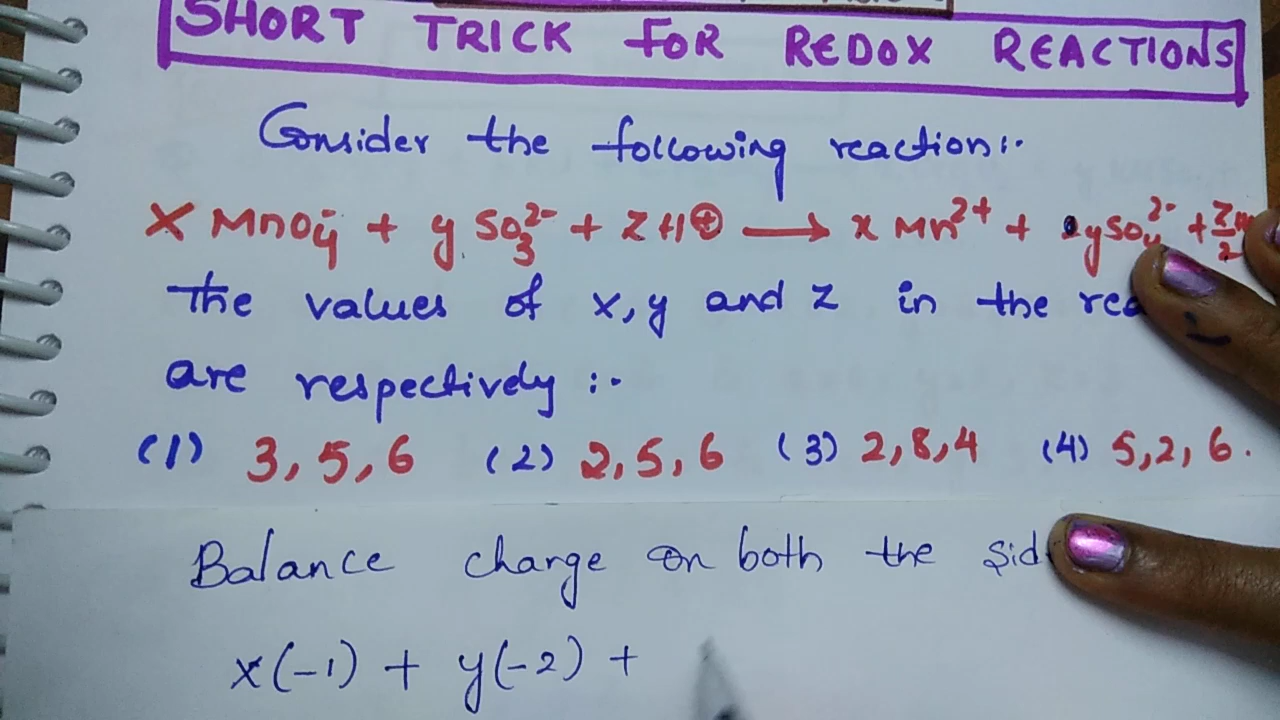 SHORT TRICK FOR REDOX REACTIONS
Consider the following reaction:-
x MnO₄⁻ + y SO₃²⁻ + z H⊕ → x Mn²⁺ + y SO₄²⁻ + z/2
The values of x, y and z in the
are respectively :-
(1) 3, 5, 6 (2) 2, 5, 6 (3) 2, 8, 4 (4) 5, 2, 6.
Balance charge on both the
x(-1) + y(-2) +